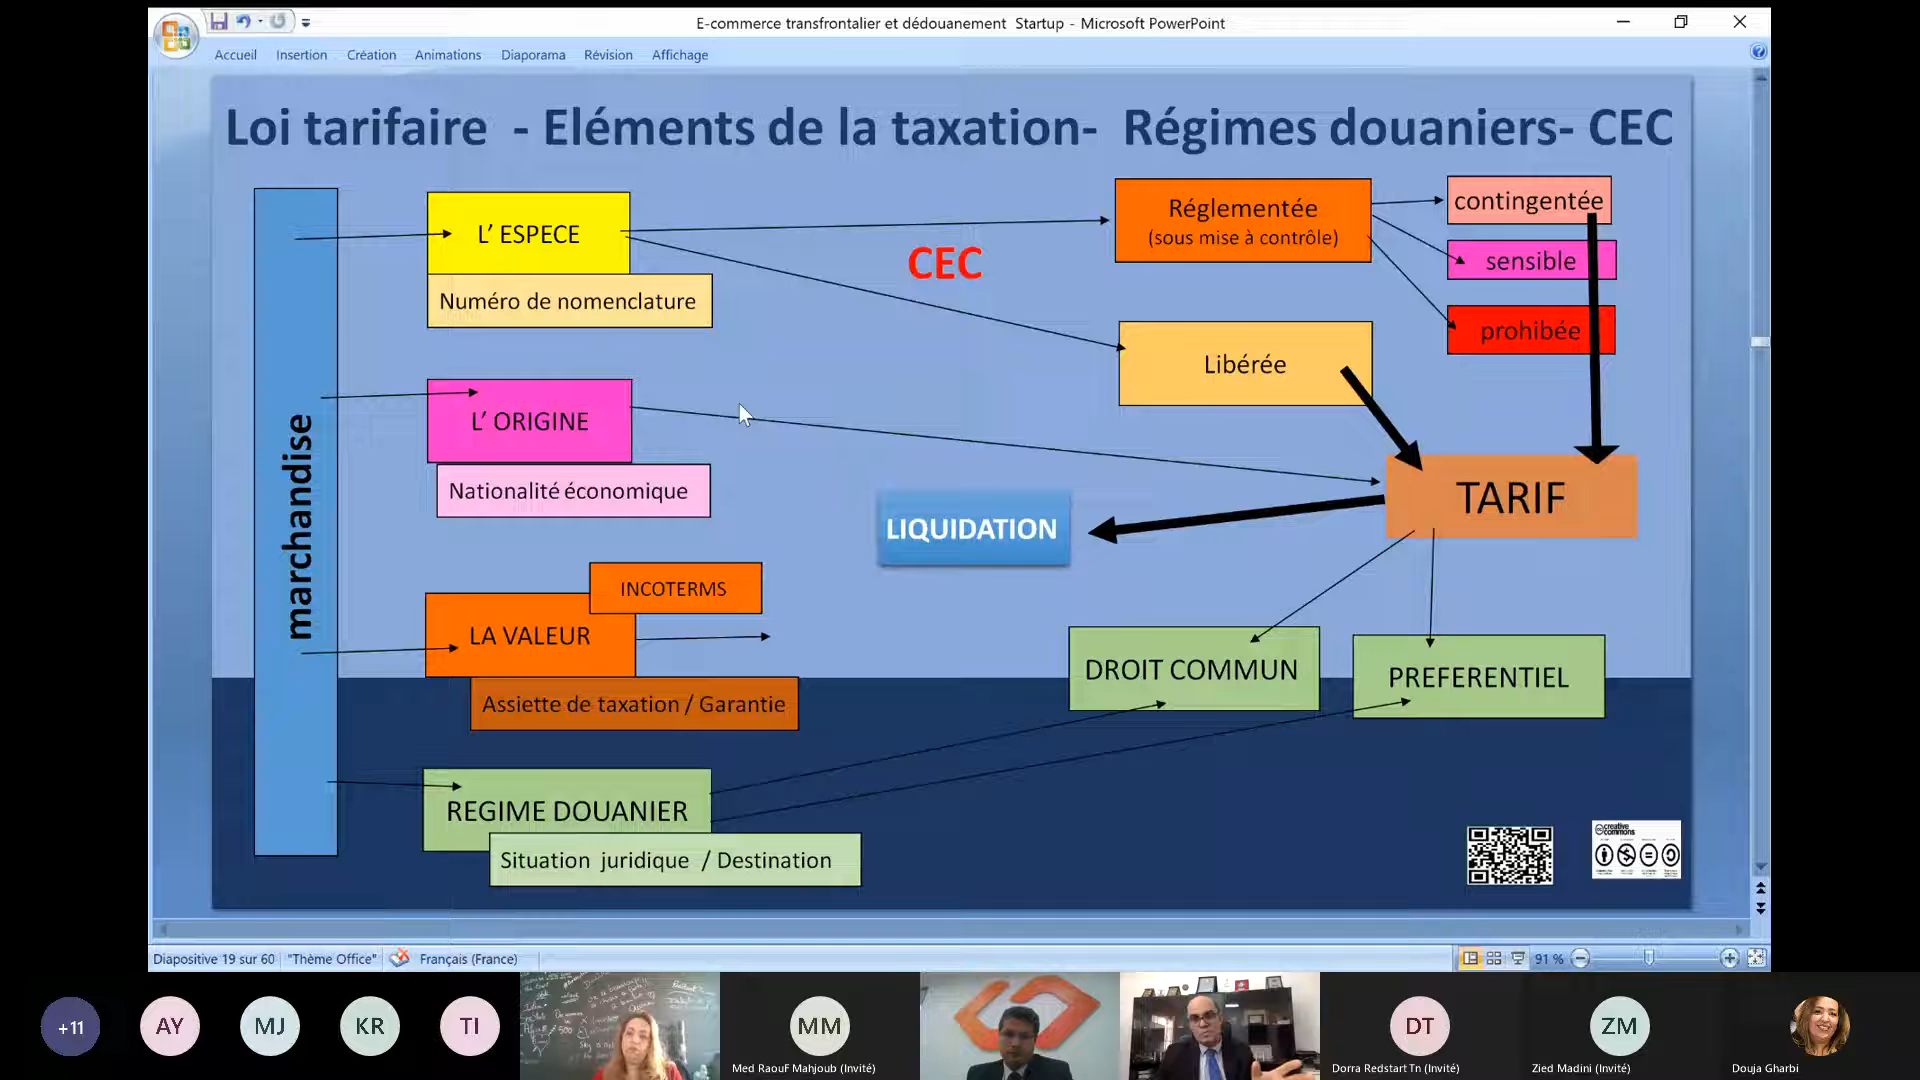 E-commerce transfrontalier et dédouanement  Startup - Microsoft PowerPoint
Accueil
Insertion
Création
Animations
Diaporama
Révision
Affichage
Loi tarifaire  - Eléments de la taxation-  Régimes douaniers- CEC
marchandise
L' ESPECE
Numéro de nomenclature
CEC
Réglementée
(sous mise à contrôle)
contingentée
sensible
prohibée
Libérée
L' ORIGINE
Nationalité économique
TARIF
LIQUIDATION
INCOTERMS
LA VALEUR
Assiette de taxation / Garantie
DROIT COMMUN
PREFERENTIEL
REGIME DOUANIER
Situation  juridique  / Destination
creative
commons
Diapositive 19 sur 60
"Thème Office"
Français (France)
91 %
+11
AY
MJ
KR
TI
MM
Med RaouF Mahjoub (Invité)
DT
Dorra Redstart Tn (Invité)
ZM
Zied Madini (Invité)
Douja Gharbi